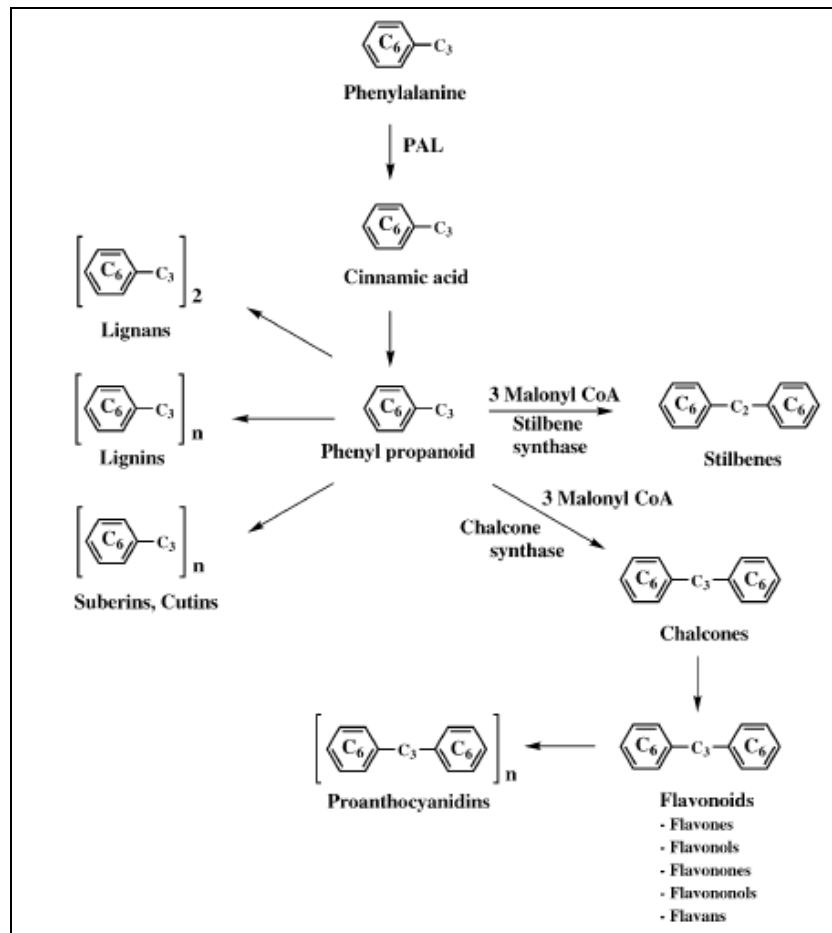 C6 C3
Phenylalanine
PAL
C6 C3
Cinnamic acid
C6 C3 2
Lignans
C6 C3 n
Lignins
C6 C3
Phenyl propanoid
3 Malonyl CoA
Stilbene
synthase
C6 C2 C6
Stilbenes
C6 C3 n
Suberins, Cutins
3 Malonyl CoA
Chalcone
synthase
C6 C3 C6
Chalcones
C6 C3 C6 n
Proanthocyanidins
C6 C3 C6
Flavonoids
- Flavones
- Flavonols
- Flavonones
- Flavononols
- Flavans